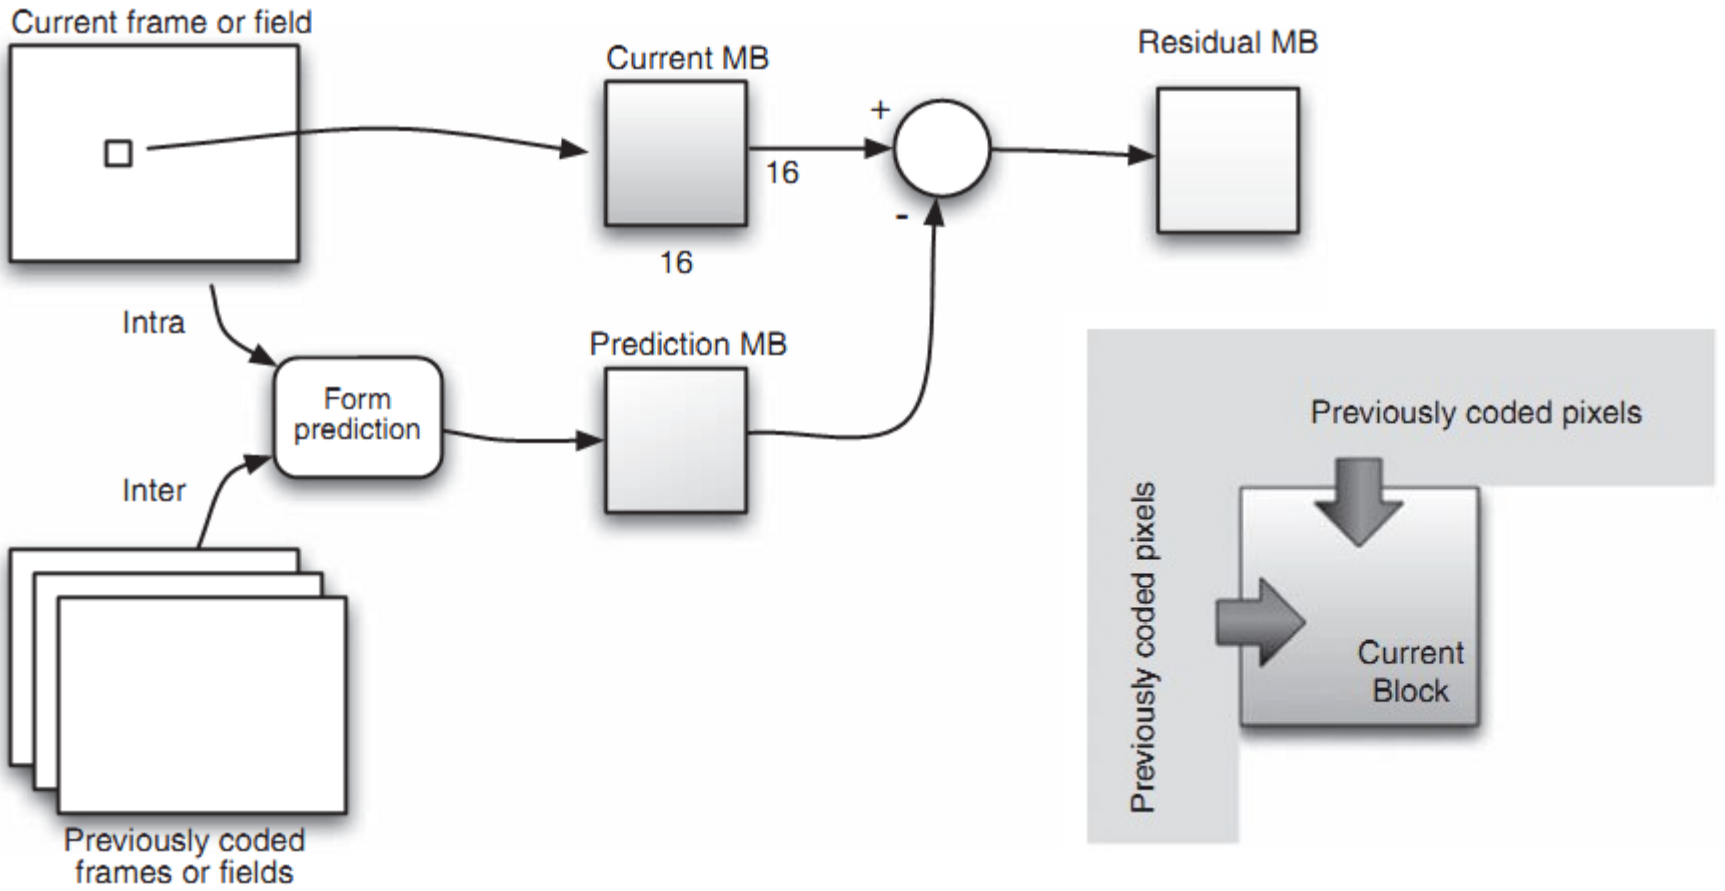 Current frame or field
Current MB
Residual MB
+
16
-
16
Intra
Prediction MB
Form
prediction
Inter
Previously coded
frames or fields
Previously coded pixels
Previously coded pixels
Current
Block